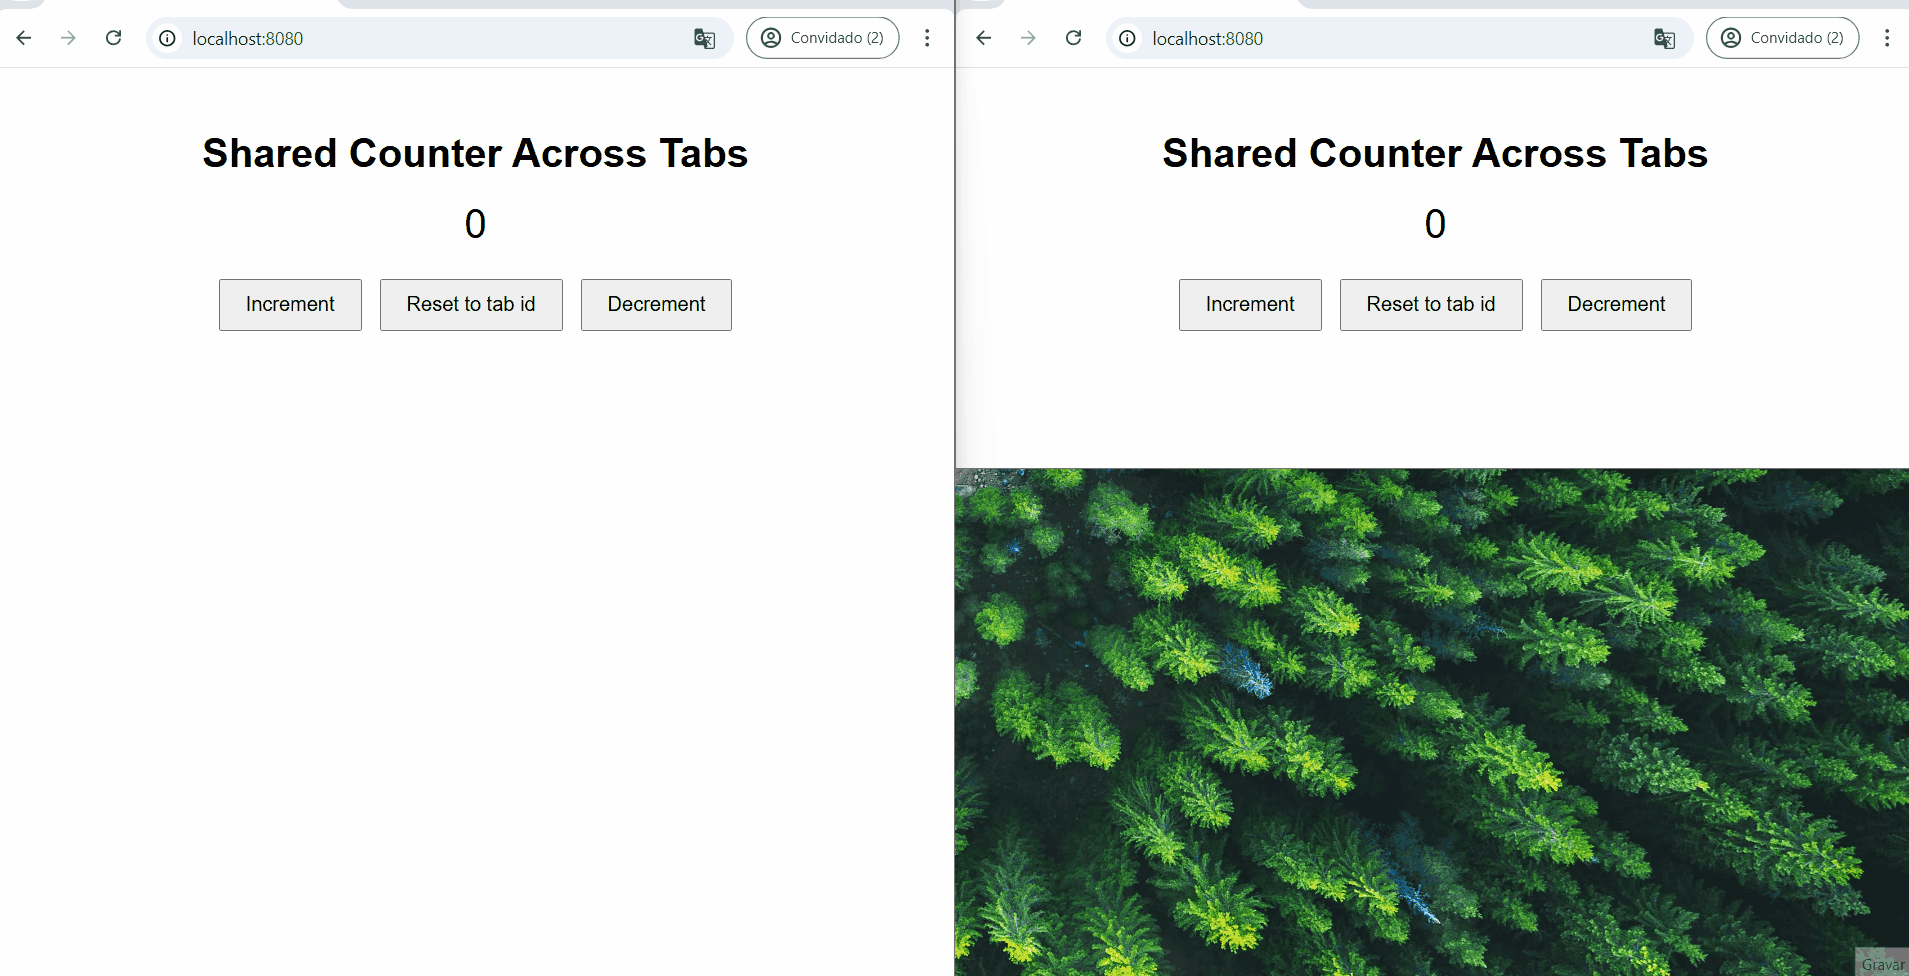 localhost:8080
Convidado (2)
Shared Counter Across Tabs
0
Increment
Reset to tab id
Decrement
localhost:8080
Convidado (2)
Shared Counter Across Tabs
0
Increment
Reset to tab id
Decrement
Gravar